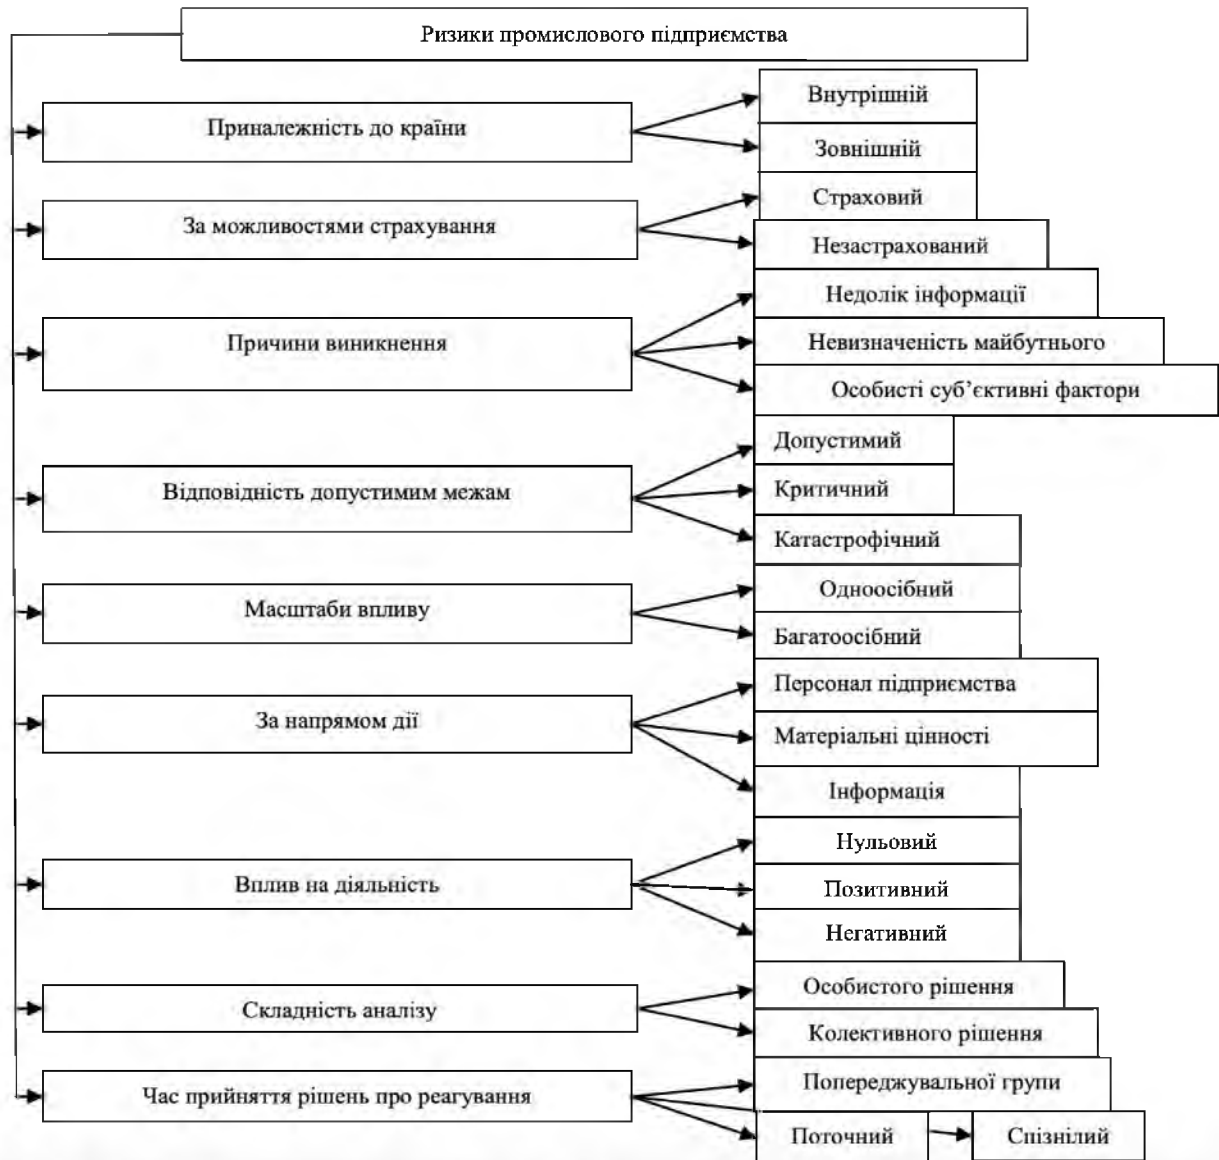 Ризики промислового підприємства
Приналежність до країни
Внутрішній
Зовнішній
За можливостями страхування
Страховий
Незастрахований
Причини виникнення
Недолік інформації
Невизначеність майбутнього
Особисті суб’єктивні фактори
Відповідність допустимим межам
Допустимий
Критичний
Катастрофічний
Масштаби впливу
Одноосібний
Багатоосібний
За напрямом дії
Персонал підприємства
Матеріальні цінності
Інформація
Вплив на діяльність
Нульовий
Позитивний
Негативний
Складність аналізу
Особистого рішення
Колективного рішення
Час прийняття рішень про реагування
Попереджувальної групи
Поточний
Спізнілий